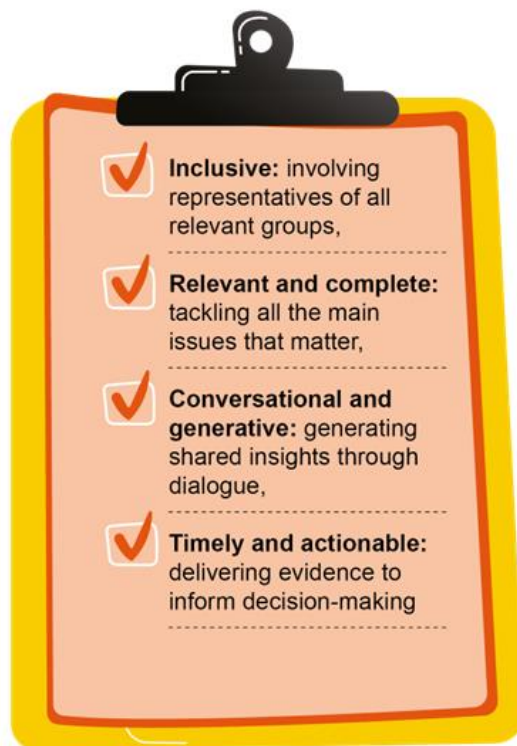 Inclusive: involving
representatives of all
relevant groups,
Relevant and complete:
tackling all the main
issues that matter,
Conversational and
generative: generating
shared insights through
dialogue,
Timely and actionable:
delivering evidence to
inform decision-making